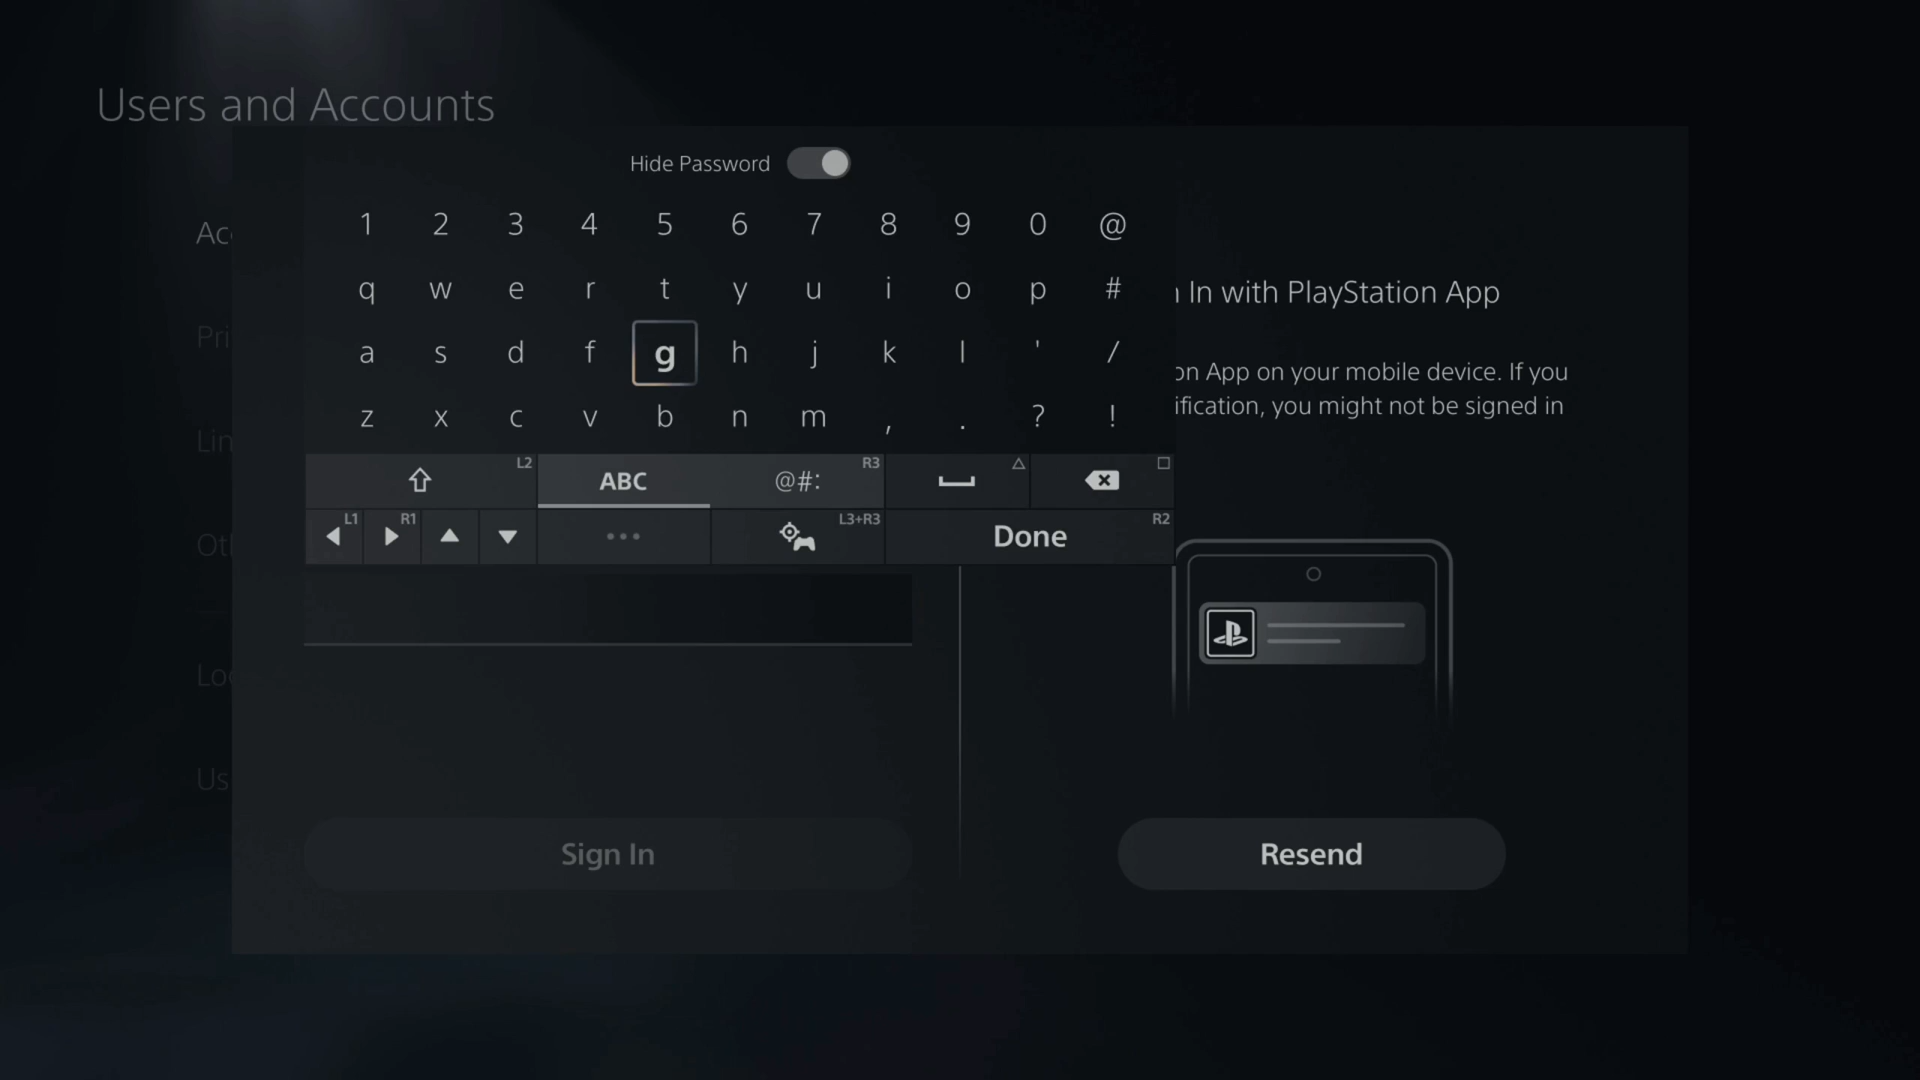 Users and Accounts
Hide Password
1 2 3 4 5 6 7 8 9 0 @
q w e r t y u i o p #
a s d f g h j k l ' /
z x c v b n m , . ? !
L2 ABC @#: R3
L1 R1 ... L3+R3 Done R2
In with PlayStation App
App on your mobile device. If you
you might not be signed in
Sign In
Resend